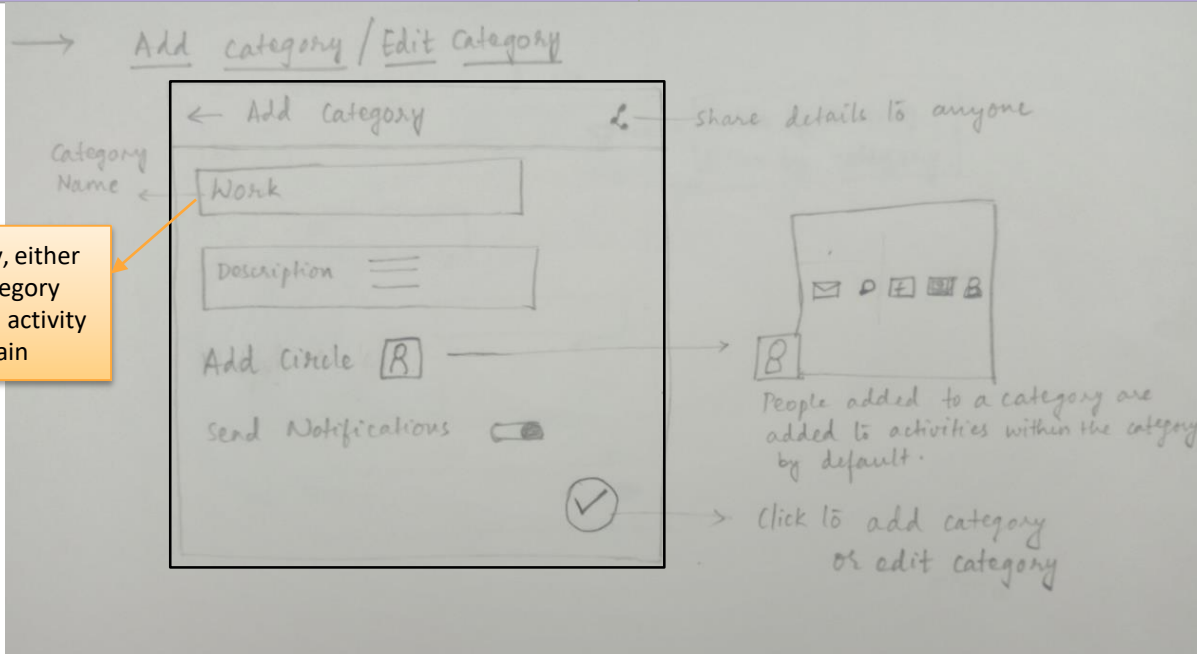 Add category / Edit Category
← Add Category
share details to anyone
Category
Name
Work
, either
egory
activity
ain
Description
Add Circle
Send Notifications
People added to a category are
added to activities within the category
by default.
Click to add category
or edit category